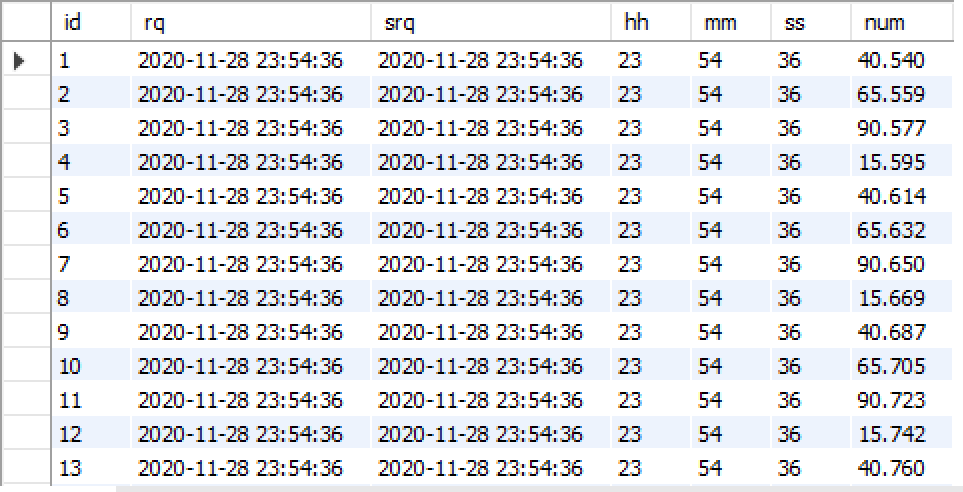 id rq srq hh mm ss num
1 2020-11-28 23:54:36 2020-11-28 23:54:36 23 54 36 40.540
2 2020-11-28 23:54:36 2020-11-28 23:54:36 23 54 36 65.559
3 2020-11-28 23:54:36 2020-11-28 23:54:36 23 54 36 90.577
4 2020-11-28 23:54:36 2020-11-28 23:54:36 23 54 36 15.595
5 2020-11-28 23:54:36 2020-11-28 23:54:36 23 54 36 40.614
6 2020-11-28 23:54:36 2020-11-28 23:54:36 23 54 36 65.632
7 2020-11-28 23:54:36 2020-11-28 23:54:36 23 54 36 90.650
8 2020-11-28 23:54:36 2020-11-28 23:54:36 23 54 36 15.669
9 2020-11-28 23:54:36 2020-11-28 23:54:36 23 54 36 40.687
10 2020-11-28 23:54:36 2020-11-28 23:54:36 23 54 36 65.705
11 2020-11-28 23:54:36 2020-11-28 23:54:36 23 54 36 90.723
12 2020-11-28 23:54:36 2020-11-28 23:54:36 23 54 36 15.742
13 2020-11-28 23:54:36 2020-11-28 23:54:36 23 54 36 40.760